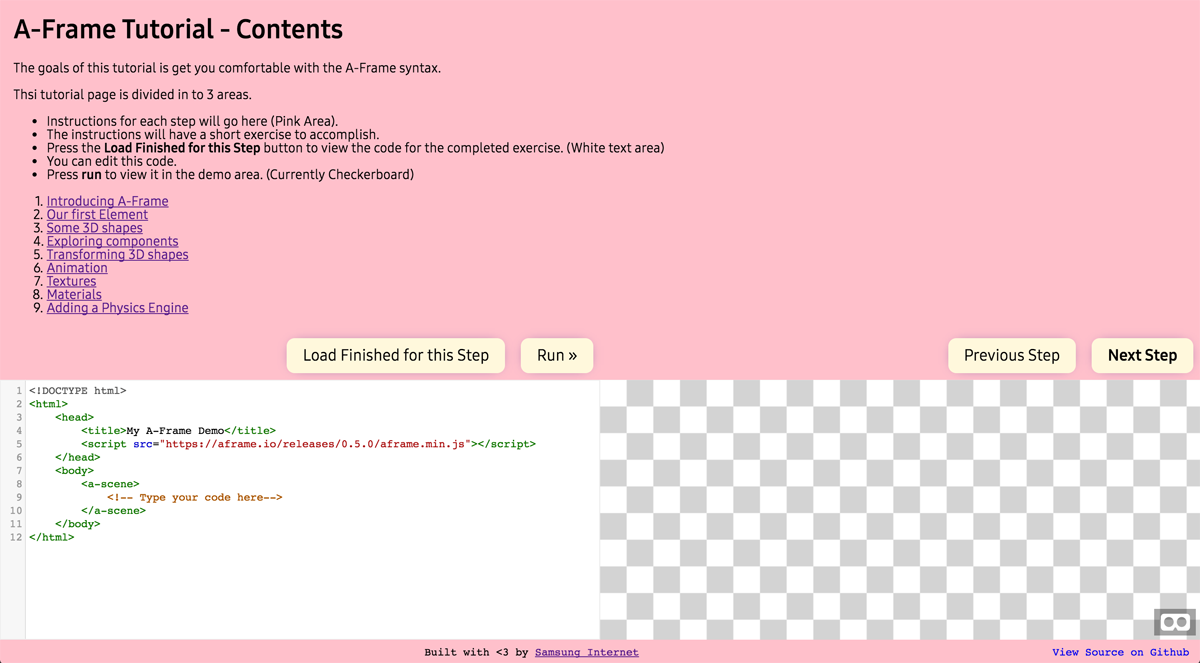 A-Frame Tutorial - Contents
The goals of this tutorial is get you comfortable with the A-Frame syntax.
Thsi tutorial page is divided in to 3 areas.
• Instructions for each step will go here (Pink Area).
• The instructions will have a short exercise to accomplish.
• Press the Load Finished for this Step button to view the code for the completed exercise. (White text area)
• You can edit this code.
• Press run to view it in the demo area. (Currently Checkerboard)
1. Introducing A-Frame
2. Our first Element
3. Some 3D shapes
4. Exploring components
5. Transforming 3D shapes
6. Animation
7. Textures
8. Materials
9. Adding a Physics Engine
Load Finished for this Step Run » Previous Step Next Step
1 <!DOCTYPE html>
2 <html>
3     <head>
4         <title>My A-Frame Demo</title>
5         <script src="https://aframe.io/releases/0.5.0/aframe.min.js"></script>
6     </head>
7     <body>
8         <a-scene>
9             <!-- Type your code here-->
10         </a-scene>
11     </body>
12 </html>
Built with <3 by Samsung Internet View Source on Github